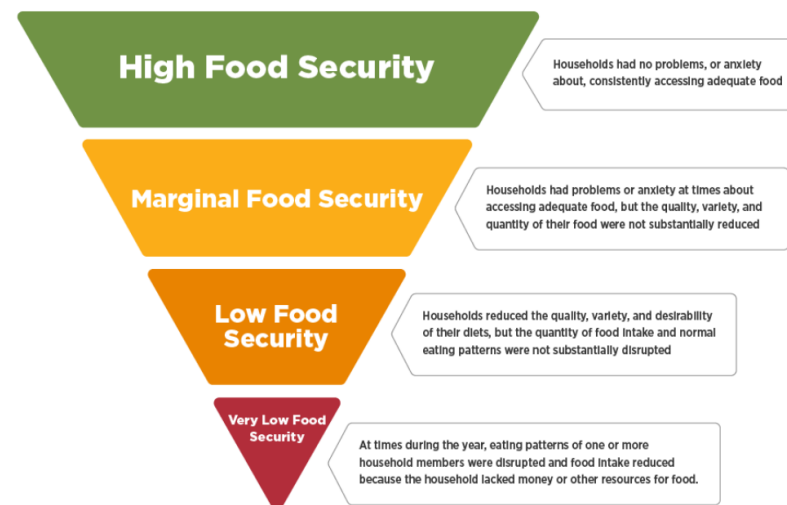 High Food Security
Households had no problems, or anxiety
about, consistently accessing adequate food
Marginal Food Security
Households had problems or anxiety at times about
accessing adequate food, but the quality, variety, and
quantity of their food were not substantially reduced
Low Food
Security
Households reduced the quality, variety, and desirability
of their diets, but the quantity of food intake and normal
eating patterns were not substantially disrupted
Very Low Food
Security
At times during the year, eating patterns of one or more
household members were disrupted and food intake reduced
because the household lacked money or other resources for food.